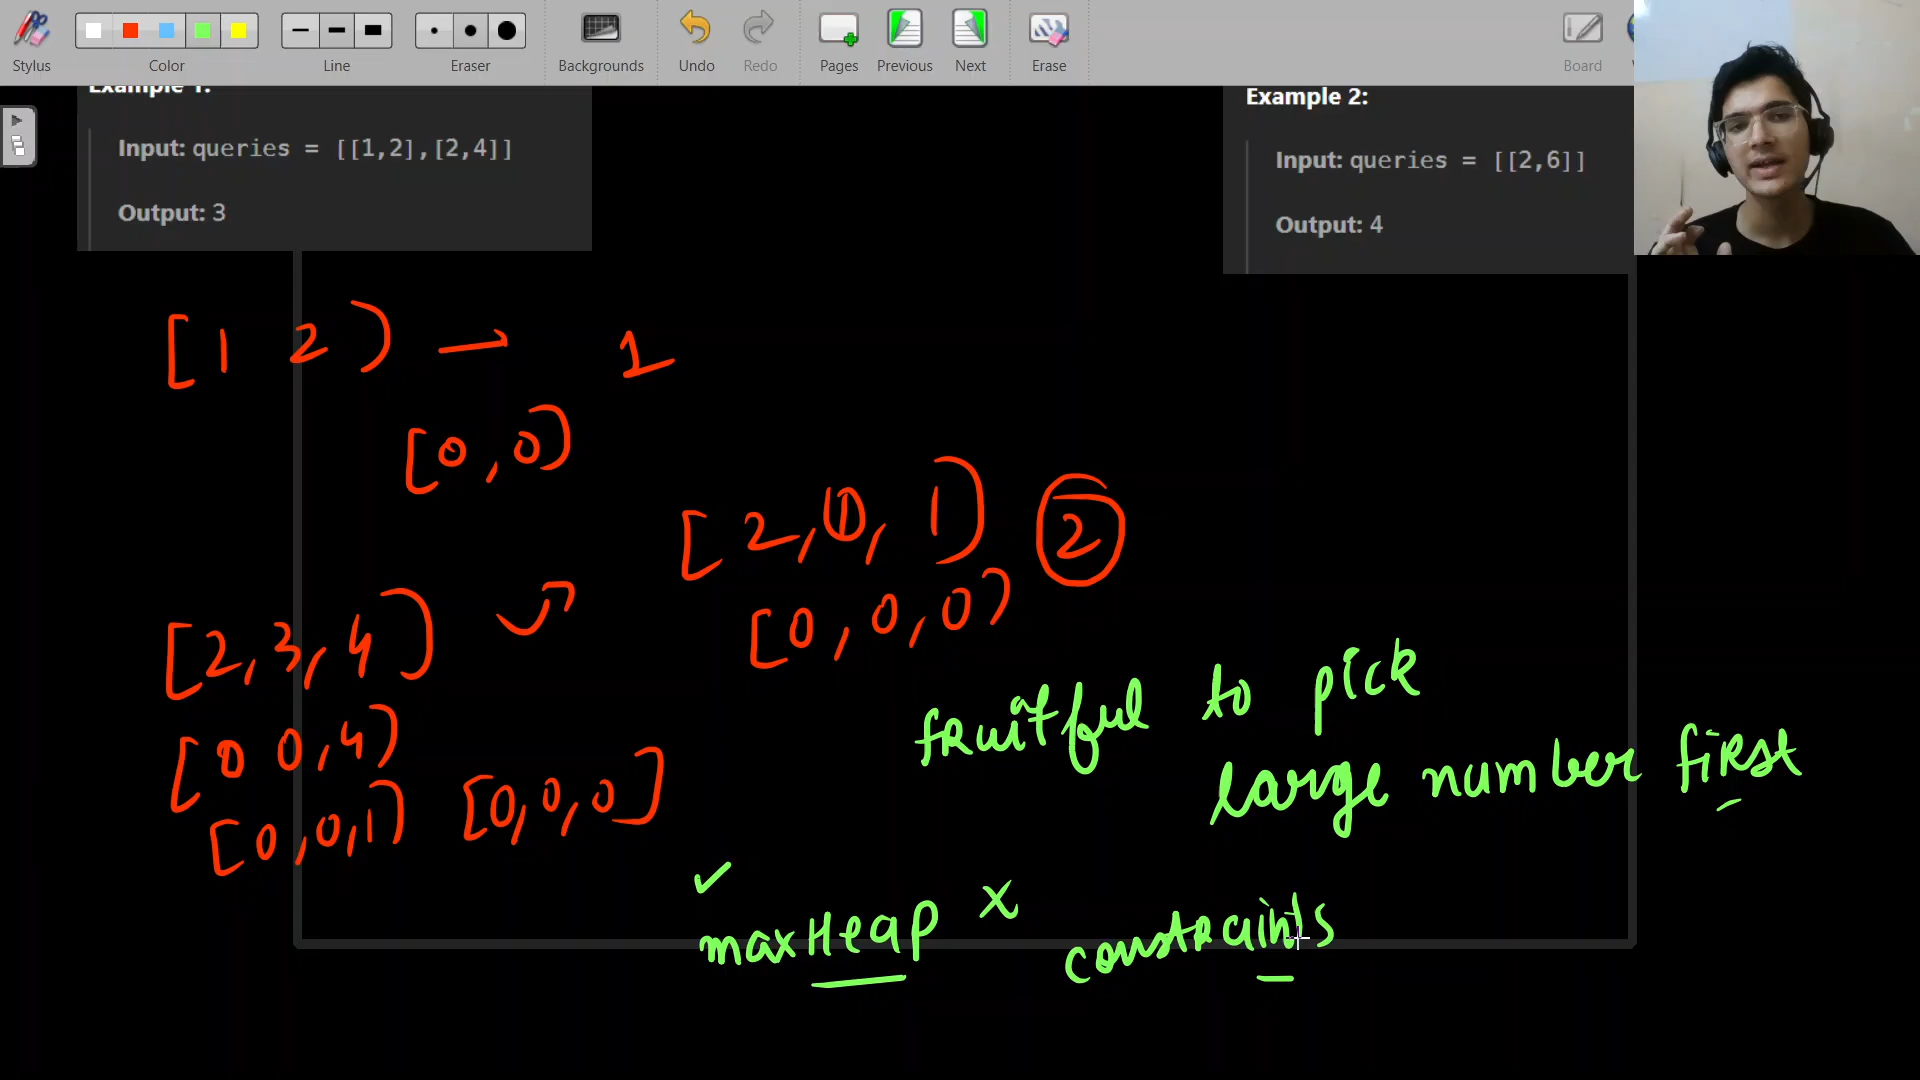 Stylus
Color
Line
Eraser
Backgrounds
Undo
Redo
Pages
Previous
Next
Erase
Board
Example 1:
Input: queries = [[1,2],[2,4]]
Output: 3
Example 2:
Input: queries = [[2,6]]
Output: 4
[1 2) → 1
[0,0)
[2,0,1) 2
[0,0,0)
[2,3,4)
[0 0,4)
[0,0,1) [0,0,0]
fruitful to pick
large number first
✓
maxHeap x
constraints